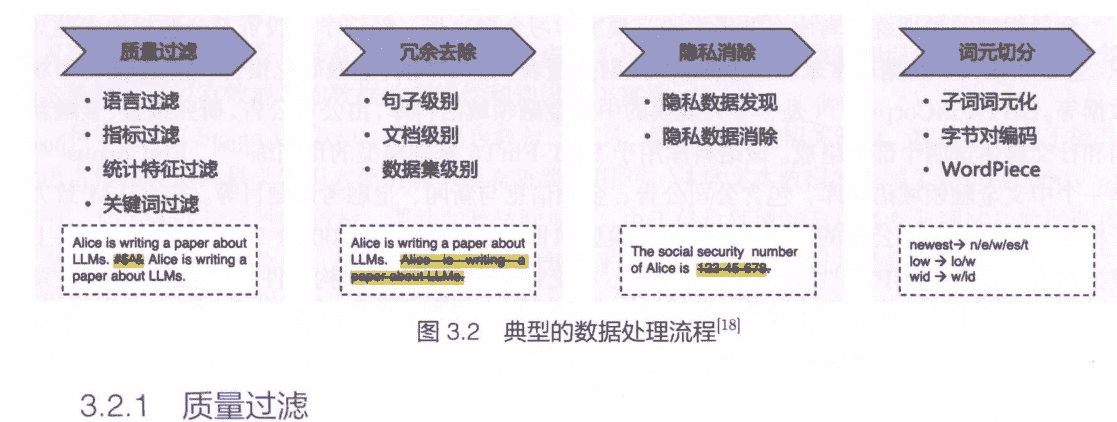 质量过滤
• 语言过滤
• 指标过滤
• 统计特征过滤
• 关键词过滤
Alice is writing a paper about
LLMs. #$^& Alice is writing a
paper about LLMs.
冗余去除
• 句子级别
• 文档级别
• 数据集级别
Alice is writing a paper about
LLMs. Alice is writing a
paper about LLMs.
隐私消除
• 隐私数据发现
• 隐私数据消除
The social security number
of Alice is 123-45-678.
词元切分
• 子词词元化
• 字节对编码
• WordPiece
newest→ n/e/w/es/t
low → lo/w
wid → w/id
图 3.2 典型的数据处理流程[18]
3.2.1 质量过滤